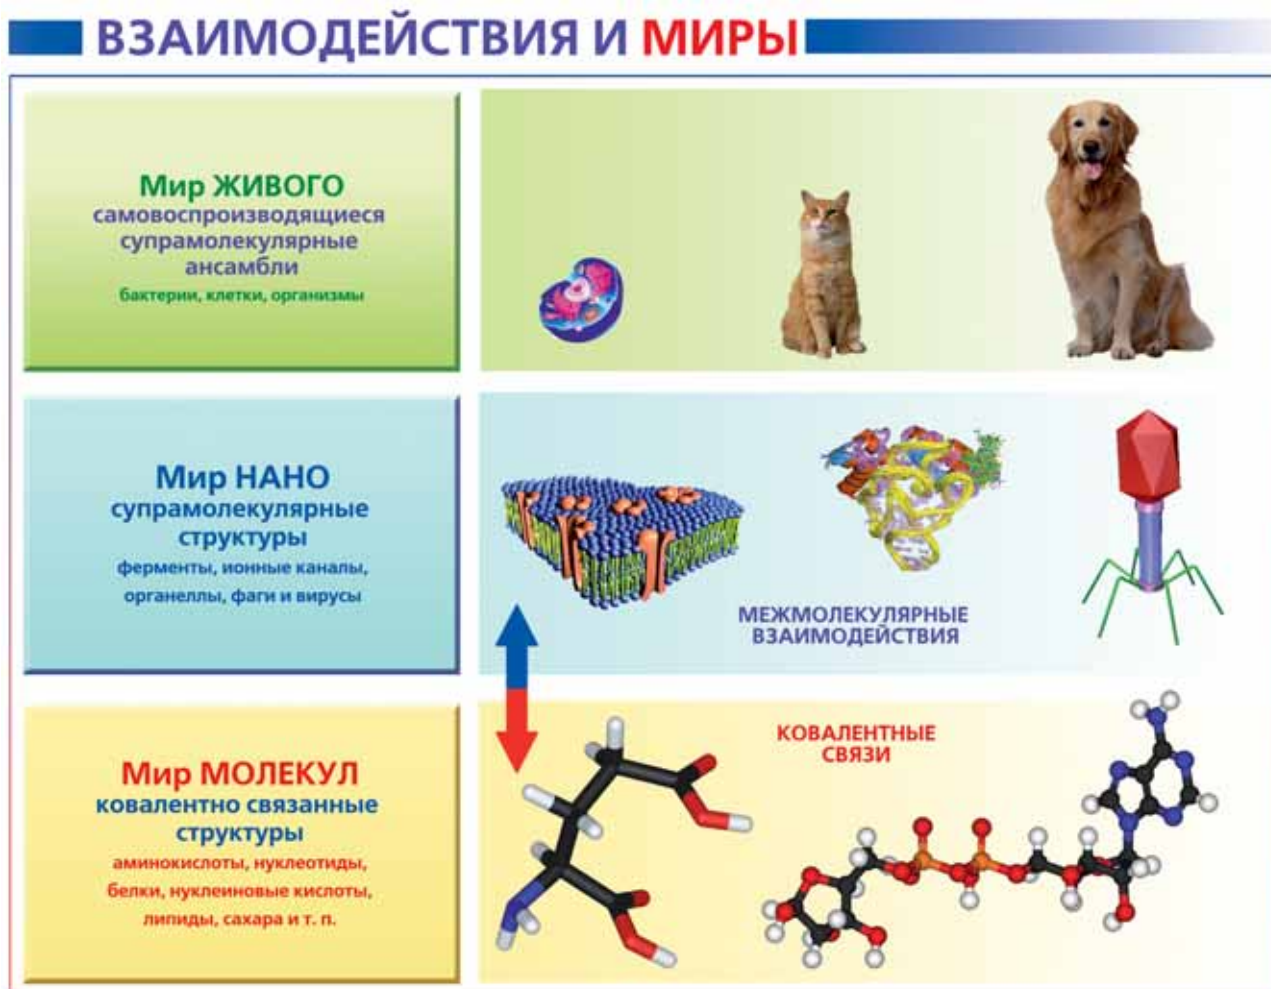 ВЗАИМОДЕЙСТВИЯ И МИРЫ
Мир ЖИВОГО
самовоспроизводящиеся
супрамолекулярные
ансамбли
бактерии, клетки, организмы
Мир НАНО
супрамолекулярные
структуры
ферменты, ионные каналы,
органеллы, фаги и вирусы
МЕЖМОЛЕКУЛЯРНЫЕ
ВЗАИМОДЕЙСТВИЯ
Мир МОЛЕКУЛ
ковалентно связанные
структуры
аминокислоты, нуклеотиды,
белки, нуклеиновые кислоты,
липиды, сахара и т. п.
КОВАЛЕНТНЫЕ
СВЯЗИ